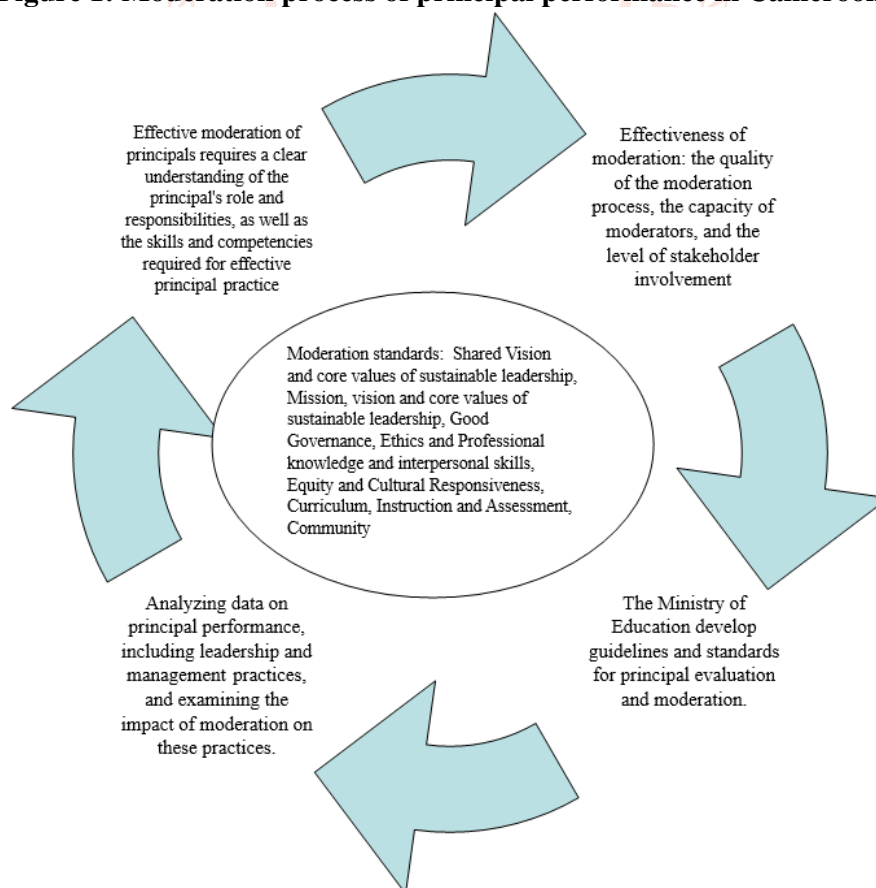 Figure 1: Moderation process of principal performance in Cameroon
Effective moderation of
principals requires a clear
understanding of the
principal's role and
responsibilities, as well as
the skills and competencies
required for effective
principal practice
Effectiveness of
moderation: the quality
of the moderation
process, the capacity of
moderators, and the
level of stakeholder
involvement
Moderation standards: Shared Vision
and core values of sustainable leadership,
Mission, vision and core values of
sustainable leadership, Good
Governance, Ethics and Professional
knowledge and interpersonal skills,
Equity and Cultural Responsiveness,
Curriculum, Instruction and Assessment,
Community
Analyzing data on
principal performance,
including leadership and
management practices,
and examining the
impact of moderation on
these practices.
The Ministry of
Education develop
guidelines and standards
for principal evaluation
and moderation.